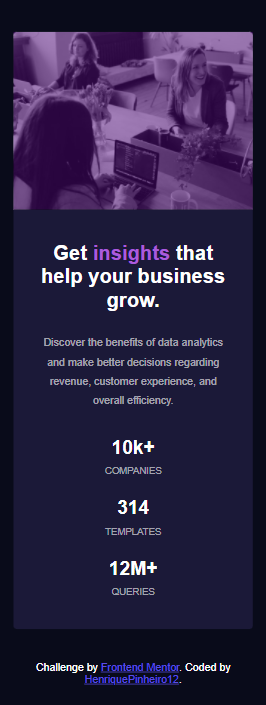 Get insights that
help your business
grow.
Discover the benefits of data analytics
and make better decisions regarding
revenue, customer experience, and
overall efficiency.
10k+
COMPANIES
314
TEMPLATES
12M+
QUERIES
Challenge by Frontend Mentor. Coded by
HenriquePinheiro12.